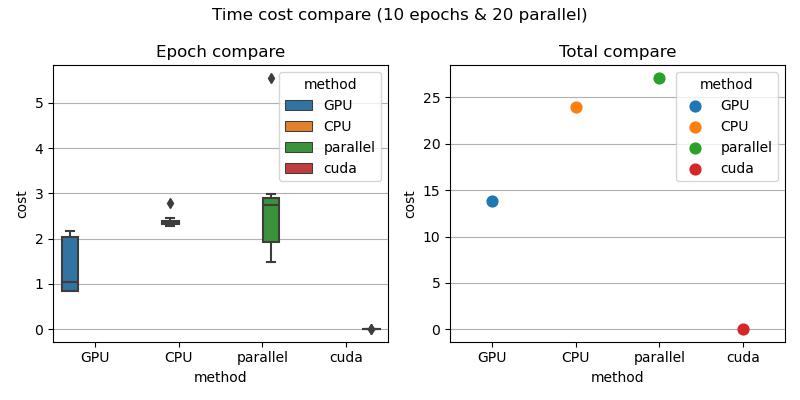 Time cost compare (10 epochs & 20 parallel)
Epoch compare
cost
5
4
3
2
1
0
GPU CPU parallel cuda
method
method
GPU
CPU
parallel
cuda
Total compare
cost
25
20
15
10
5
0
GPU CPU parallel cuda
method
method
GPU
CPU
parallel
cuda